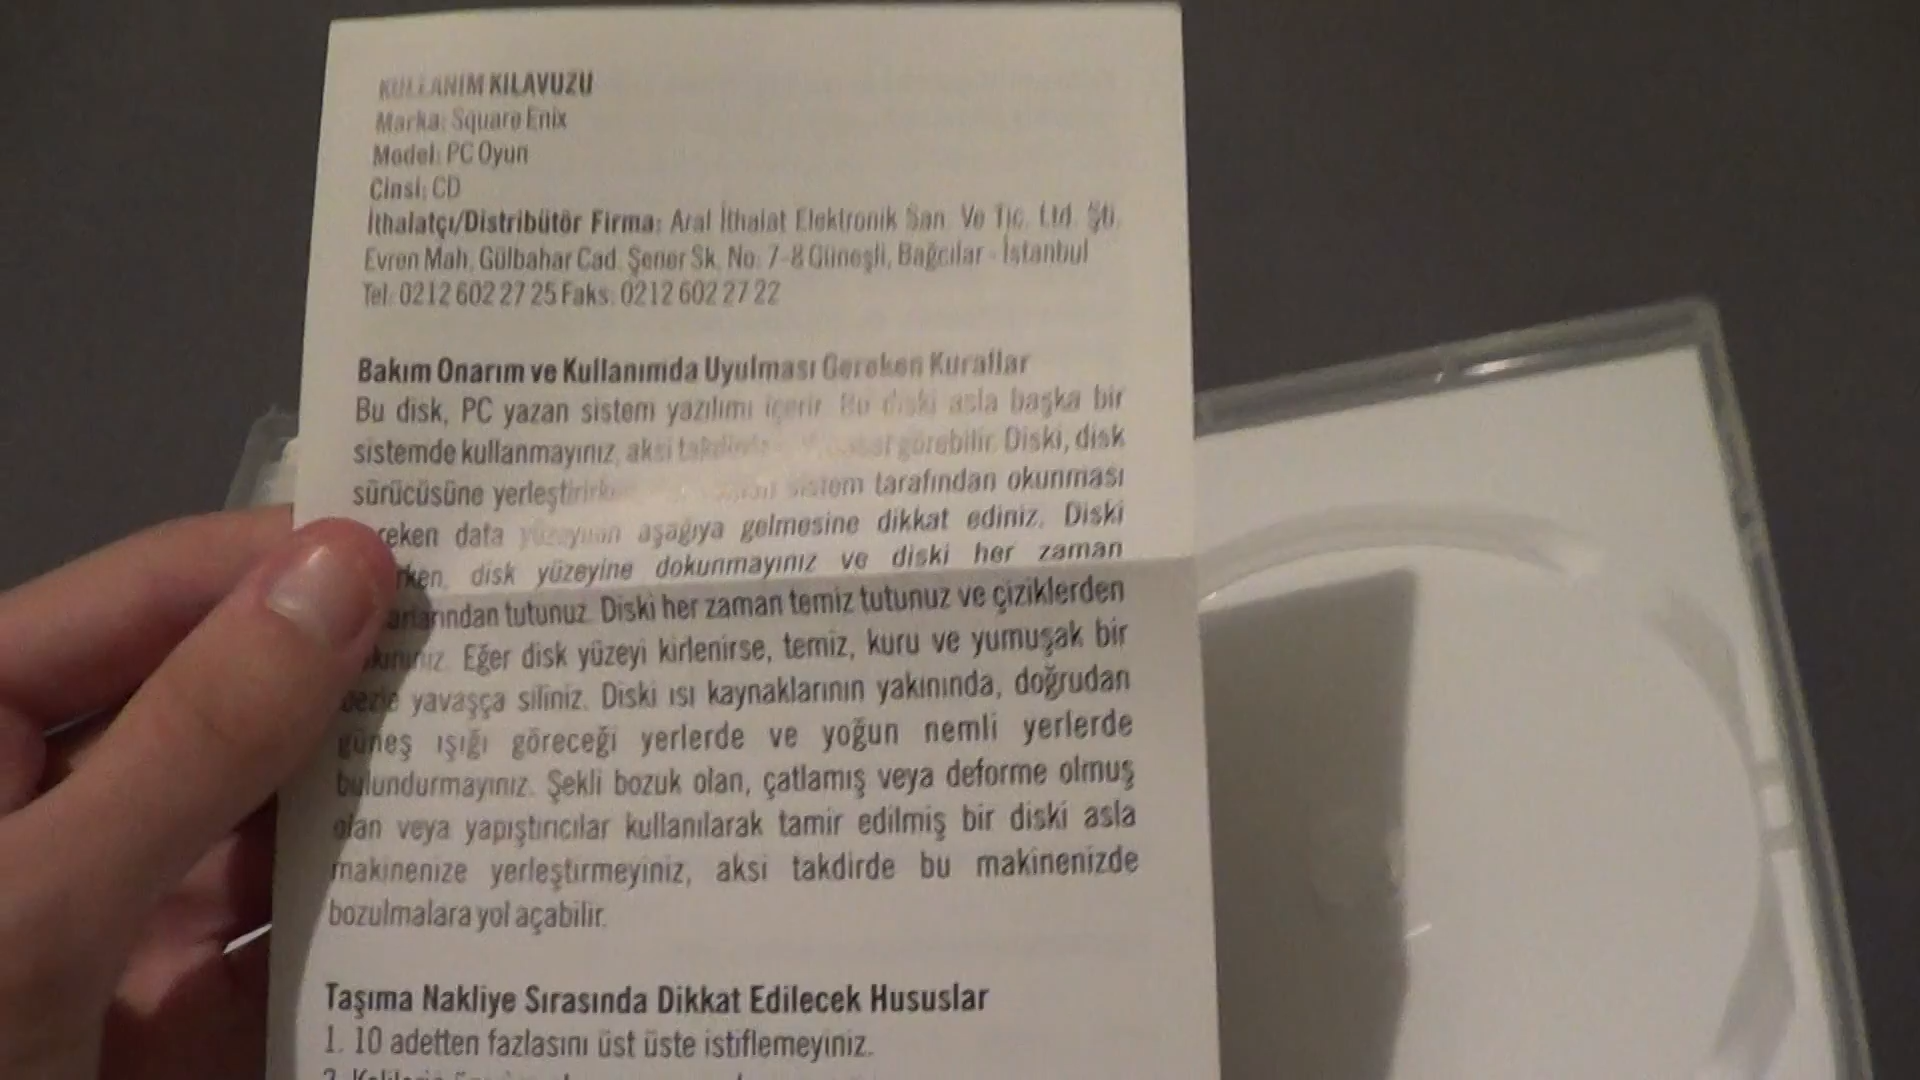 KULLANIM KILAVUZU
Marka: Square Enix
Model: PC Oyun
Cinsi: CD
İthalatçı/Distribütör Firma: Aral İthalat Elektronik San. Ve Tic. Ltd. Şti.
Evren Mah. Gülbahar Cad. Şener Sk. No: 7-8 Güneşli, Bağcılar - İstanbul
Tel: 0212 602 27 25 Faks: 0212 602 27 22
Bakım Onarım ve Kullanımda Uyulması Gereken Kurallar
Bu disk, PC yazan sistem yazılımı içerir. Bu diski asla başka bir
sistemde kullanmayınız, aksi görebilir. Diski, disk
sürücüsüne sistem tarafından okunması
data aşağıya gelmesine dikkat ediniz. Diski
disk yüzeyine dokunmayınız ve diski her zaman
tutunuz. Diski her zaman temiz tutunuz ve çiziklerden
Eğer disk yüzeyi kirlenirse, temiz, kuru ve yumuşak bir
bezle yavaşça siliniz. Diski ısı kaynaklarının yakınında, doğrudan
güneş ışığı göreceği yerlerde ve yoğun nemli yerlerde
bulundurmayınız. Şekli bozuk olan, çatlamış veya deforme olmuş
olan veya yapıştırıcılar kullanılarak tamir edilmiş bir diski asla
makinenize yerleştirmeyiniz, aksi takdirde bu makinenizde
bozulmalara yol açabilir.
Taşıma Nakliye Sırasında Dikkat Edilecek Hususlar
1. 10 adetten fazlasını üst üste istiflemeyiniz.